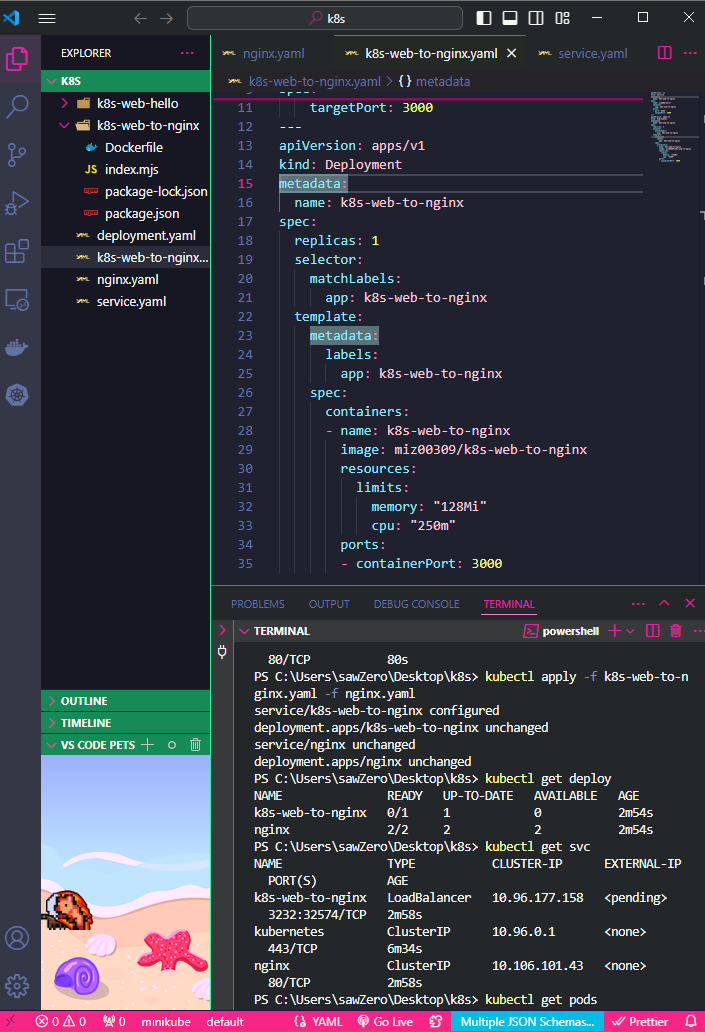 k8s
EXPLORER
K8S
k8s-web-hello
k8s-web-to-nginx
Dockerfile
JS index.mjs
package-lock.json
package.json
deployment.yaml
k8s-web-to-nginx...
nginx.yaml
service.yaml
OUTLINE
TIMELINE
VS CODE PETS
nginx.yaml
k8s-web-to-nginx.yaml
service.yaml
k8s-web-to-nginx.yaml > {} metadata
11 targetPort: 3000
12 ---
13 apiVersion: apps/v1
14 kind: Deployment
15 metadata:
16 name: k8s-web-to-nginx
17 spec:
18 replicas: 1
19 selector:
20 matchLabels:
21 app: k8s-web-to-nginx
22 template:
23 metadata:
24 labels:
25 app: k8s-web-to-nginx
26 spec:
27 containers:
28 - name: k8s-web-to-nginx
29 image: miz00309/k8s-web-to-nginx
30 resources:
31 limits:
32 memory: "128Mi"
33 cpu: "250m"
34 ports:
35 - containerPort: 3000
PROBLEMS OUTPUT DEBUG CONSOLE TERMINAL
TERMINAL
powershell
80/TCP 80s
PS C:\Users\sawZero\Desktop\k8s> kubectl apply -f k8s-web-to-n
ginx.yaml -f nginx.yaml
service/k8s-web-to-nginx configured
deployment.apps/k8s-web-to-nginx unchanged
service/nginx unchanged
deployment.apps/nginx unchanged
PS C:\Users\sawZero\Desktop\k8s> kubectl get deploy
NAME READY UP-TO-DATE AVAILABLE AGE
k8s-web-to-nginx 0/1 1 0 2m54s
nginx 2/2 2 2 2m54s
PS C:\Users\sawZero\Desktop\k8s> kubectl get svc
NAME TYPE CLUSTER-IP EXTERNAL-IP
PORT(S) AGE
k8s-web-to-nginx LoadBalancer 10.96.177.158 <pending>
3232:32574/TCP 2m58s
kubernetes ClusterIP 10.96.0.1 <none>
443/TCP 6m34s
nginx ClusterIP 10.106.101.43 <none>
80/TCP 2m58s
PS C:\Users\sawZero\Desktop\k8s> kubectl get pods
0 0 0 minikube default {} YAML Go Live Multiple JSON Schemas... Prettier